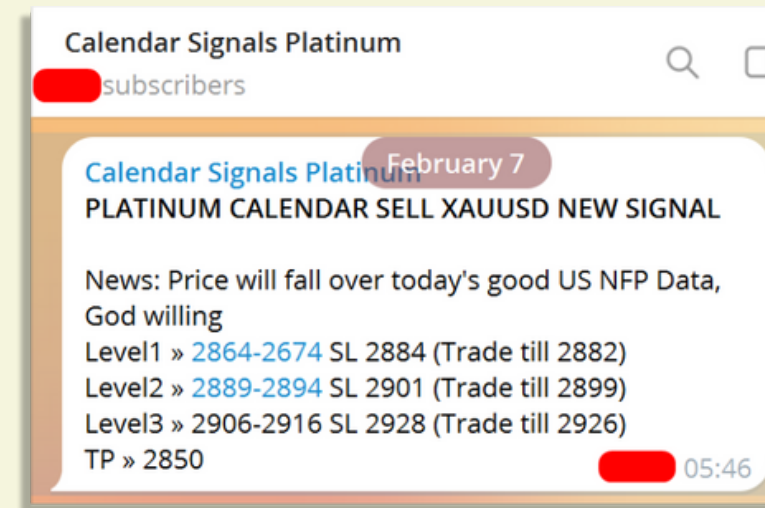 Calendar Signals Platinum
subscribers
February 7
Calendar Signals Platinum
PLATINUM CALENDAR SELL XAUUSD NEW SIGNAL
News: Price will fall over today's good US NFP Data,
God willing
Level1 » 2864-2674 SL 2884 (Trade till 2882)
Level2 » 2889-2894 SL 2901 (Trade till 2899)
Level3 » 2906-2916 SL 2928 (Trade till 2926)
TP » 2850
05:46